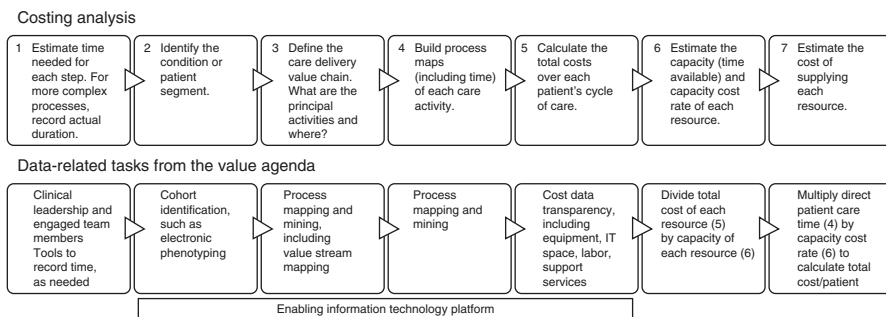 Costing analysis
1 Estimate time
needed for
each step. For
more complex
processes,
record actual
duration.
2 Identify the
condition or
patient
segment.
3 Define the
care delivery
value chain.
What are the
principal
activities and
where?
4 Build process
maps
(including time)
of each care
activity.
5 Calculate the
total costs
over each
patient's cycle
of care.
6 Estimate the
capacity (time
available) and
capacity cost
rate of each
resource.
7 Estimate the
cost of
supplying
each
resource.
Data-related tasks from the value agenda
Clinical
leadership and
engaged team
members
Tools to
record time,
as needed
Cohort
identification,
such as
electronic
phenotyping
Process
mapping and
mining,
including
value stream
mapping
Process
mapping and
mining
Cost data
transparency,
including
equipment, IT
space, labor,
support
services
Divide total
cost of each
resource (5)
by capacity of
each resource (6)
Multiply direct
patient care
time (4) by
capacity cost
rate (6) to
calculate total
cost/patient
Enabling information technology platform